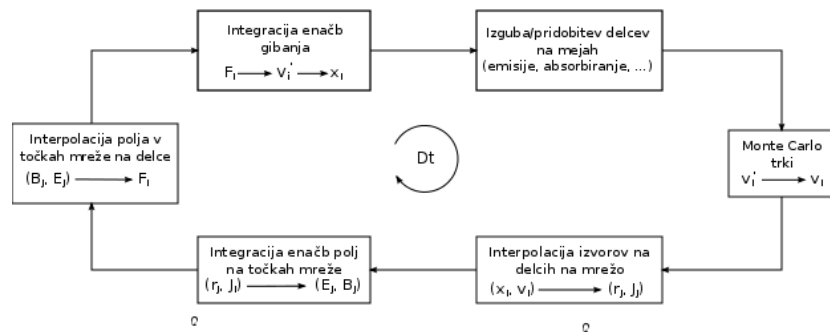 Integracija enačb
gibanja
F_i → v_i' → x_i
Izguba/pridobitev delcev
na mejah
(emisije, absorbiranje, ...)
Monte Carlo
trki
v_i' → v_i
Interpolacija izvorov na
delcih na mrežo
(x_i, v_i) → (r_j, J_j)
Integracija enačb polj
na točkah mreže
(r_j, J_i) → (E_j, B_j)
Interpolacija polja v
točkah mreže na delce
(B_j, E_j) → F_i
Dt
ϱ
ϱ